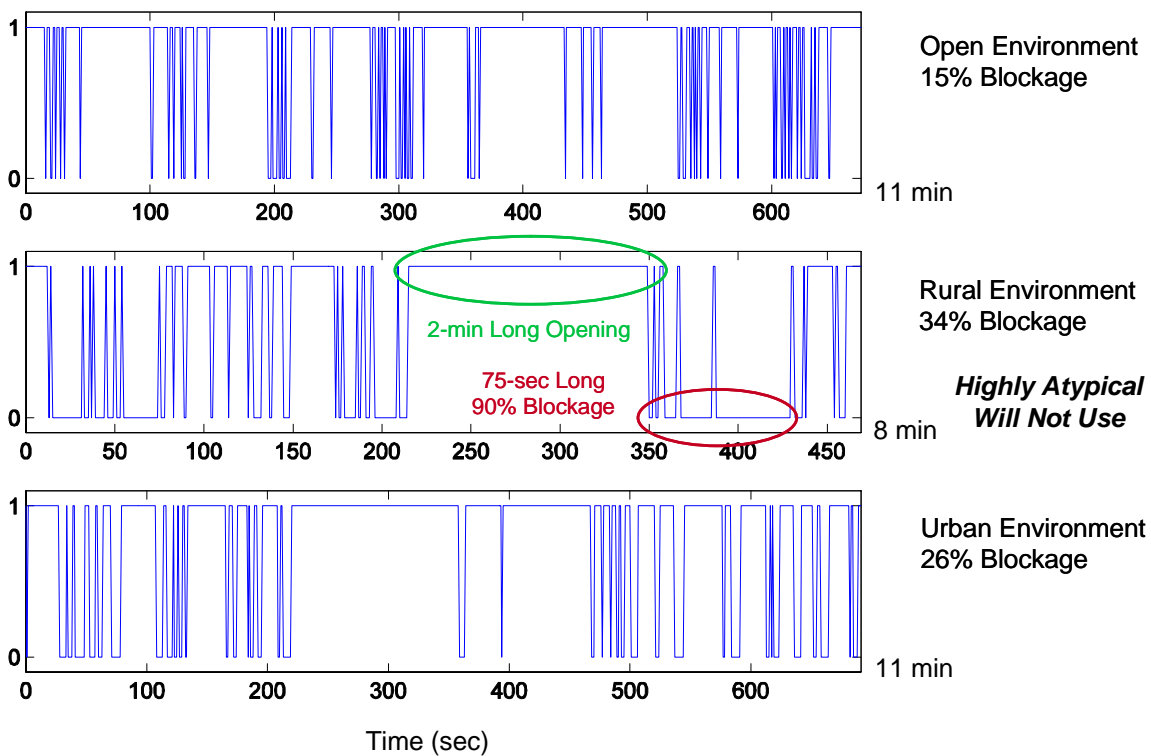 1
Open Environment
15% Blockage
0
11 min
0 100 200 300 400 500 600
1
Rural Environment
34% Blockage
2-min Long Opening
75-sec Long
90% Blockage
Highly Atypical
Will Not Use
0
8 min
0 50 100 150 200 250 300 350 400 450
1
Urban Environment
26% Blockage
0
11 min
0 100 200 300 400 500 600
Time (sec)